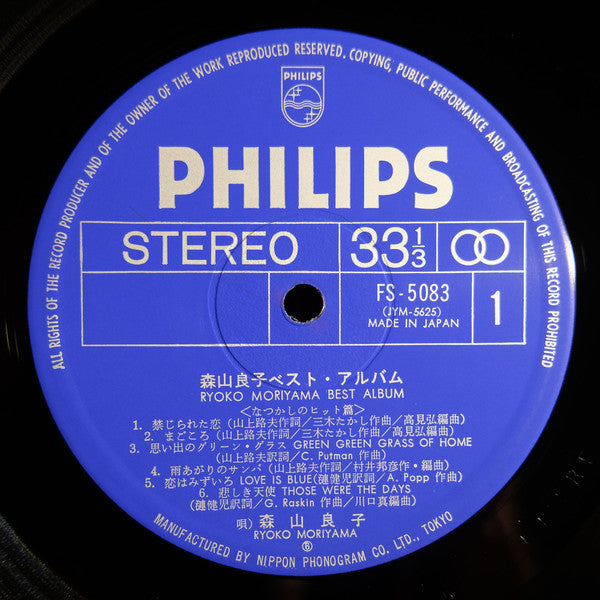 ALL RIGHTS OF THE RECORD PRODUCER AND OF THE OWNER OF THE WORK REPRODUCED RESERVED. COPYING, PUBLIC PERFORMANCE AND BROADCASTING OF THIS RECORD PROHIBITED
PHILIPS
PHILIPS
STEREO 33 1/3
FS-5083
(JYM-5625)
MADE IN JAPAN
1
森山良子ベスト・アルバム
RYOKO MORIYAMA BEST ALBUM
<なつかしのヒット篇>
1. 禁じられた恋 (山上路夫作詞/三木たかし作曲/高見弘編曲)
2. まごころ (山上路夫作詞/三木たかし作曲/高見弘編曲)
3. 思い出のグリーン・グラス GREEN GREEN GRASS OF HOME
(山上路夫訳詞/C. Putman 作曲)
4. 雨あがりのサンバ (山上路夫作詞/村井邦彦作・編曲)
5. 恋はみずいろ LOVE IS BLUE (漣健児訳詞/A. Popp 作曲)
6. 悲しき天使 THOSE WERE THE DAYS
(漣健児訳詞/G. Raskin 作曲/川口真編曲)
唄) 森山良子
RYOKO MORIYAMA
Ⓟ
MANUFACTURED BY NIPPON PHONOGRAM CO. LTD., TOKYO